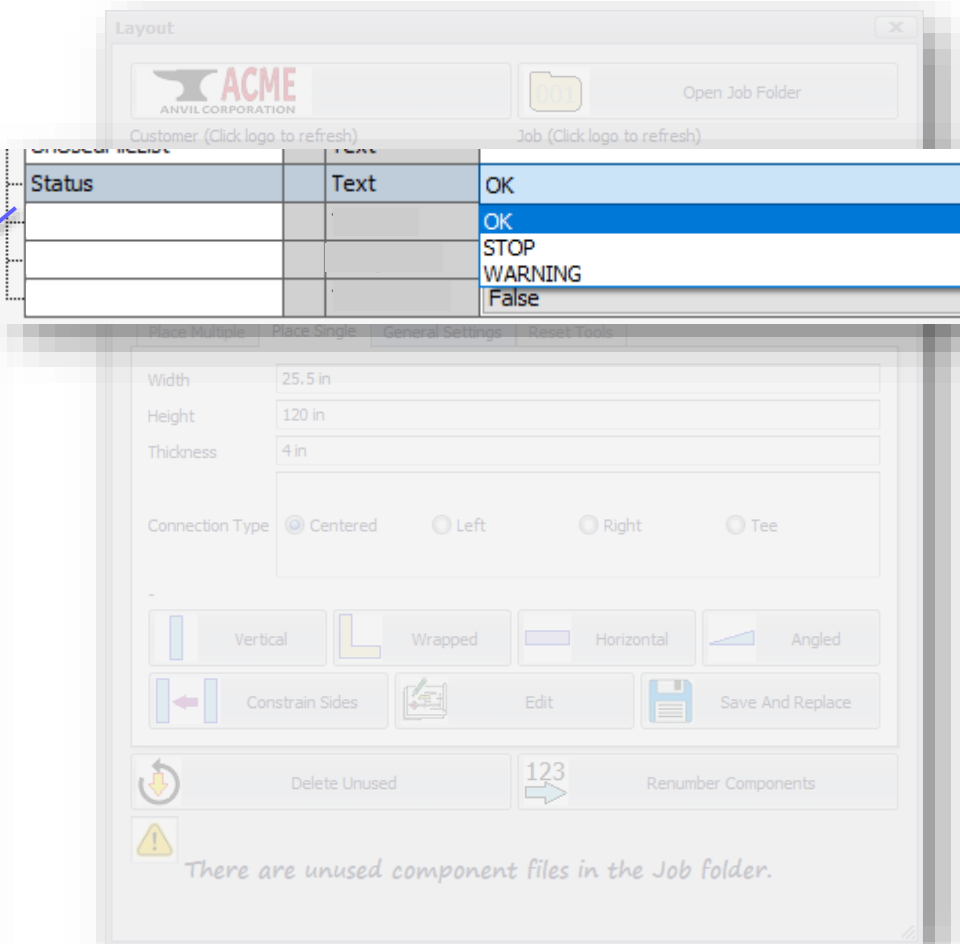 Layout
ACME
ANVIL CORPORATION
001
Open Job Folder
Customer (Click logo to refresh)
Job (Click logo to refresh)
Text
Status
Text
OK
OK
STOP
WARNING
False
Place Multiple
Place Single
General Settings
Reset Tools
Width
25.5 in
Height
120 in
Thickness
4 in
Connection Type
Centered
Left
Right
Tee
-
Vertical
Wrapped
Horizontal
Angled
Constrain Sides
Edit
Save And Replace
Delete Unused
123
Renumber Components
There are unused component files in the Job folder.